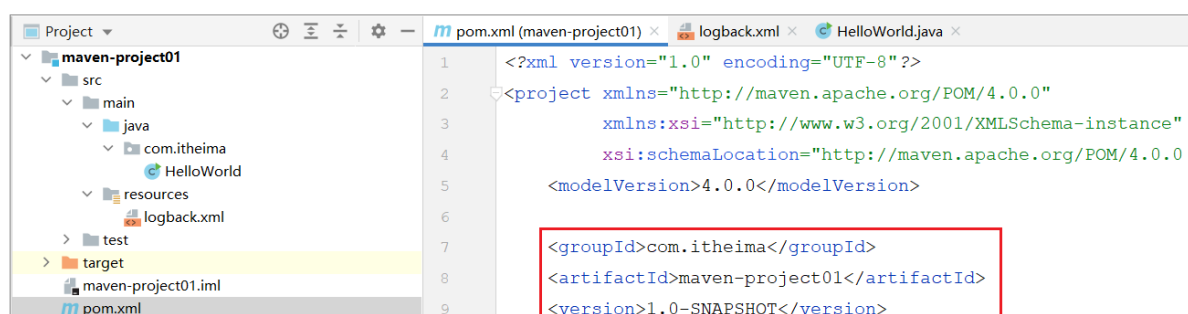 Project
pom.xml (maven-project01)
logback.xml
HelloWorld.java
maven-project01
src
main
java
com.itheima
HelloWorld
resources
logback.xml
test
target
maven-project01.iml
pom.xml
1 <?xml version="1.0" encoding="UTF-8"?>
2 <project xmlns="http://maven.apache.org/POM/4.0.0"
3 xmlns:xsi="http://www.w3.org/2001/XMLSchema-instance"
4 xsi:schemaLocation="http://maven.apache.org/POM/4.0.0
5 <modelVersion>4.0.0</modelVersion>
6
7 <groupId>com.itheima</groupId>
8 <artifactId>maven-project01</artifactId>
9 <version>1.0-SNAPSHOT</version>